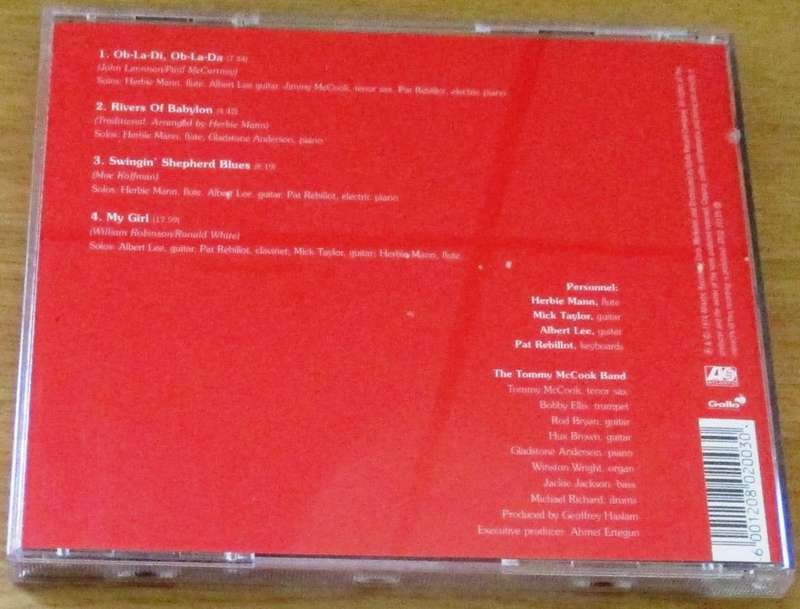 1. Ob-La-Di, Ob-La-Da (7:44)
(John Lennon/Paul McCartney)
Solos: Herbie Mann, flute, Albert Lee guitar, Jimmy McCook, tenor sax, Pat Rebillot, electric piano
2. Rivers Of Babylon (4:42)
(Traditional. Arranged by Herbie Mann)
Solos: Herbie Mann, flute, Gladstone Anderson, piano
3. Swingin' Shepherd Blues (8:19)
(Moe Koffman)
Solos: Herbie Mann, flute, Albert Lee, guitar, Pat Rebillot, electric piano
4. My Girl (12:59)
(William Robinson/Ronald White)
Solos: Albert Lee, guitar; Pat Rebillot, clavinet; Mick Taylor, guitar; Herbie Mann, flute
Personnel:
Herbie Mann, flute
Mick Taylor, guitar
Albert Lee, guitar
Pat Rebillot, keyboards
The Tommy McCook Band
Tommy McCook, tenor sax
Bobby Ellis, trumpet
Rod Bryan, guitar
Hux Brown, guitar
Gladstone Anderson, piano
Winston Wright, organ
Jackie Jackson, bass
Michael Richard, drums
Produced by Geoffrey Haslam
Executive producer: Ahmet Ertegun
Gallo
6 001208 020030